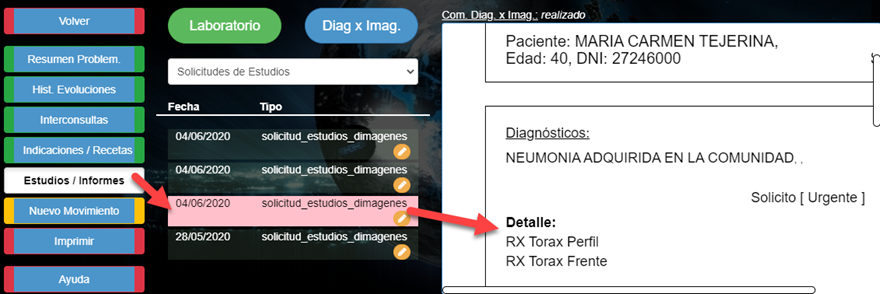 Volver
Resumen Problem.
Hist. Evoluciones
Interconsultas
Indicaciones / Recetas
Estudios / Informes
Nuevo Movimiento
Imprimir
Ayuda
Laboratorio
Diag x Imag.
Solicitudes de Estudios
Fecha Tipo
04/06/2020 solicitud_estudios_dimagenes
04/06/2020 solicitud_estudios_dimagenes
04/06/2020 solicitud_estudios_dimagenes
28/05/2020 solicitud_estudios_dimagenes
Com. Diag. x Imag.: realizado
Paciente: MARIA CARMEN TEJERINA,
Edad: 40, DNI: 27246000
Diagnósticos:
NEUMONIA ADQUIRIDA EN LA COMUNIDAD, ,
Solicito [ Urgente ]
Detalle:
RX Torax Perfil
RX Torax Frente